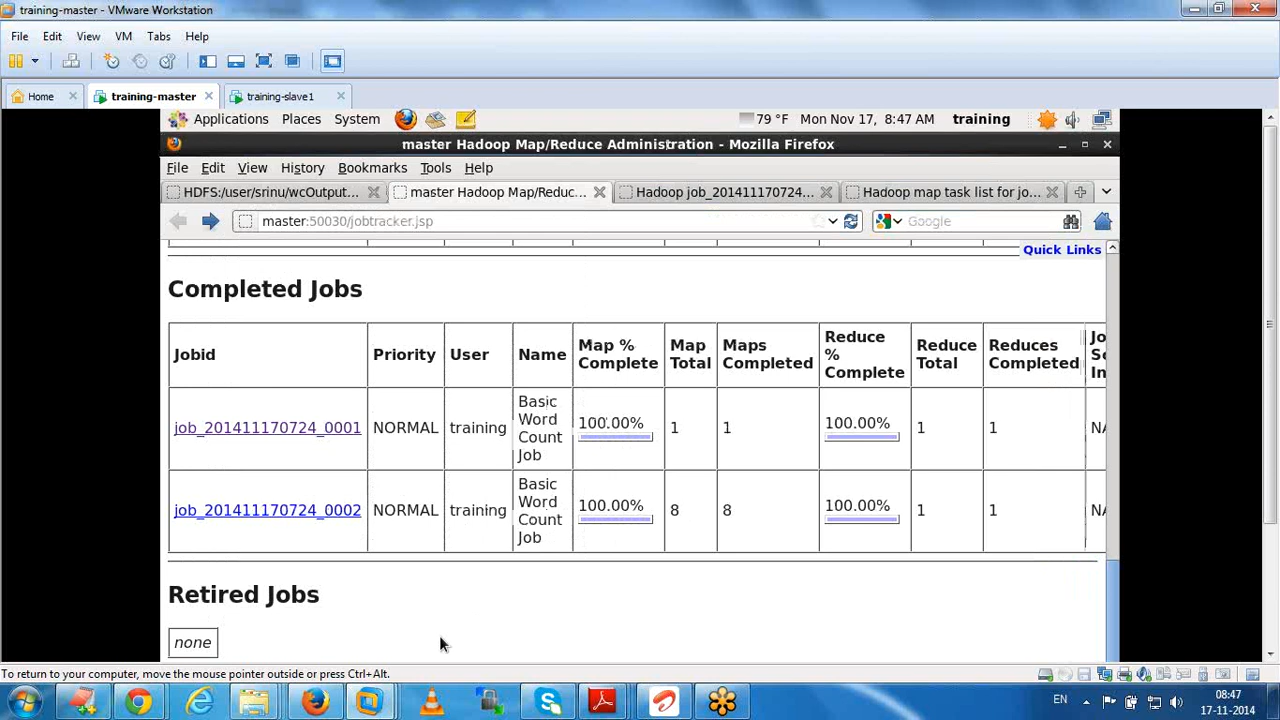 training-master - VMware Workstation
File Edit View VM Tabs Help
Home training-master training-slave1
Applications Places System 79 °F Mon Nov 17, 8:47 AM training
master Hadoop Map/Reduce Administration - Mozilla Firefox
File Edit View History Bookmarks Tools Help
HDFS:/user/srinu/wcOutput... master Hadoop Map/Reduc... Hadoop job_201411170724... Hadoop map task list for jo...
master:50030/jobtracker.jsp Google
Quick Links
Completed Jobs
Jobid Priority User Name Map % Complete Map Total Maps Completed Reduce % Complete Reduce Total Reduces Completed
job_201411170724_0001 NORMAL training Basic Word Count Job 100.00% 1 1 100.00% 1 1 NA
job_201411170724_0002 NORMAL training Basic Word Count Job 100.00% 8 8 100.00% 1 1 NA
Retired Jobs
none
To return to your computer, move the mouse pointer outside or press Ctrl+Alt.
EN 08:47
17-11-2014